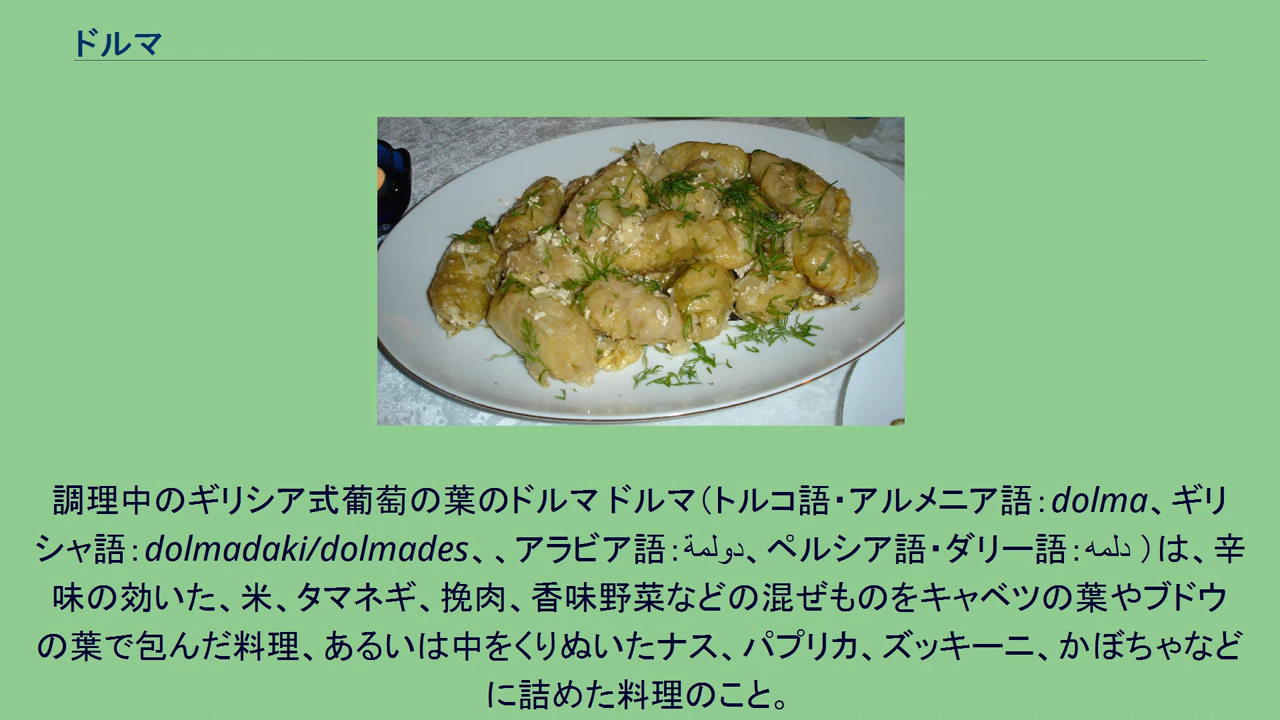 ドルマ
調理中のギリシア式葡萄の葉のドルマ ドルマ（トルコ語・アルメニア語：dolma、ギリ
シャ語：dolmadaki/dolmades、、アラビア語：دولمة、ペルシア語・ダリー語：دلمه ）は、辛
味の効いた、米、タマネギ、挽肉、香味野菜などの混ぜものをキャベツの葉やブドウ
の葉で包んだ料理、あるいは中をくりぬいたナス、パプリカ、ズッキーニ、かぼちゃなど
に詰めた料理のこと。